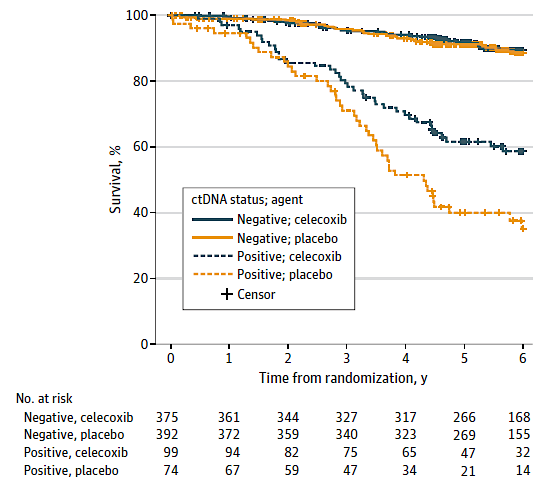 100
80
60
40
20
0
Survival, %
ctDNA status; agent
Negative; celecoxib
Negative; placebo
Positive; celecoxib
Positive; placebo
Censor
0 1 2 3 4 5 6
Time from randomization, y
No. at risk
Negative, celecoxib 375 361 344 327 317 266 168
Negative, placebo 392 372 359 340 323 269 155
Positive, celecoxib 99 94 82 75 65 47 32
Positive, placebo 74 67 59 47 34 21 14